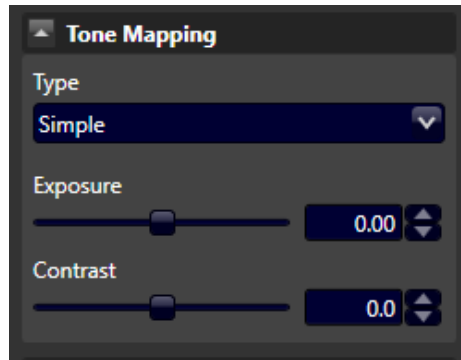 Tone Mapping
Type
Simple
Exposure
0.00
Contrast
0.0